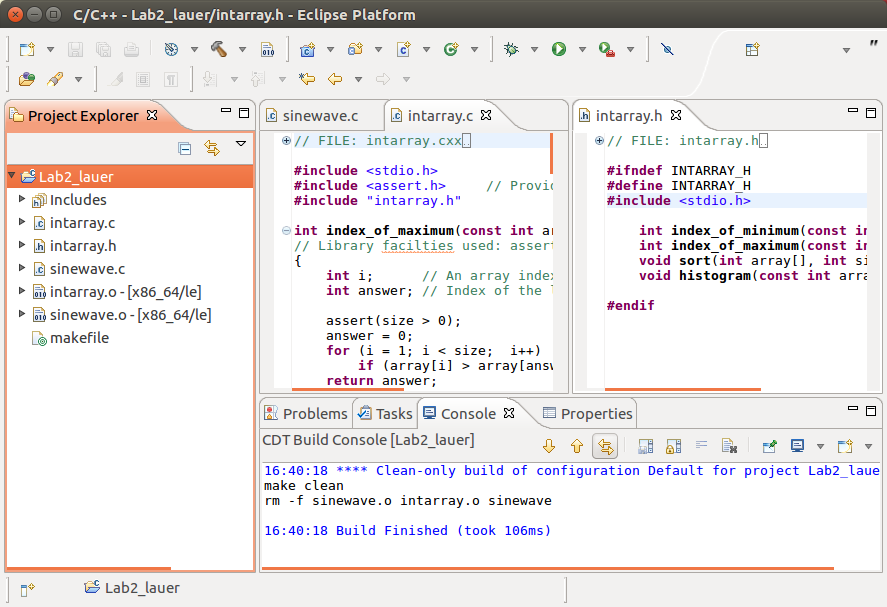 C/C++ - Lab2_lauer/intarray.h - Eclipse Platform
Project Explorer
Lab2_lauer
Includes
intarray.c
intarray.h
sinewave.c
intarray.o - [x86_64/le]
sinewave.o - [x86_64/le]
makefile
sinewave.c
intarray.c
// FILE: intarray.cxx
#include <stdio.h>
#include <assert.h> // Provid
#include "intarray.h"
int index_of_maximum(const int ar
// Library facilties used: assert
{
int i; // An array index
int answer; // Index of the l
assert(size > 0);
answer = 0;
for (i = 1; i < size; i++)
if (array[i] > array[answ
return answer;
intarray.h
// FILE: intarray.h
#ifndef INTARRAY_H
#define INTARRAY_H
#include <stdio.h>
int index_of_minimum(const in
int index_of_maximum(const in
void sort(int array[], int si
void histogram(const int arra
#endif
Problems
Tasks
Console
Properties
CDT Build Console [Lab2_lauer]
16:40:18 **** Clean-only build of configuration Default for project Lab2_laue
make clean
rm -f sinewave.o intarray.o sinewave
16:40:18 Build Finished (took 106ms)
Lab2_lauer